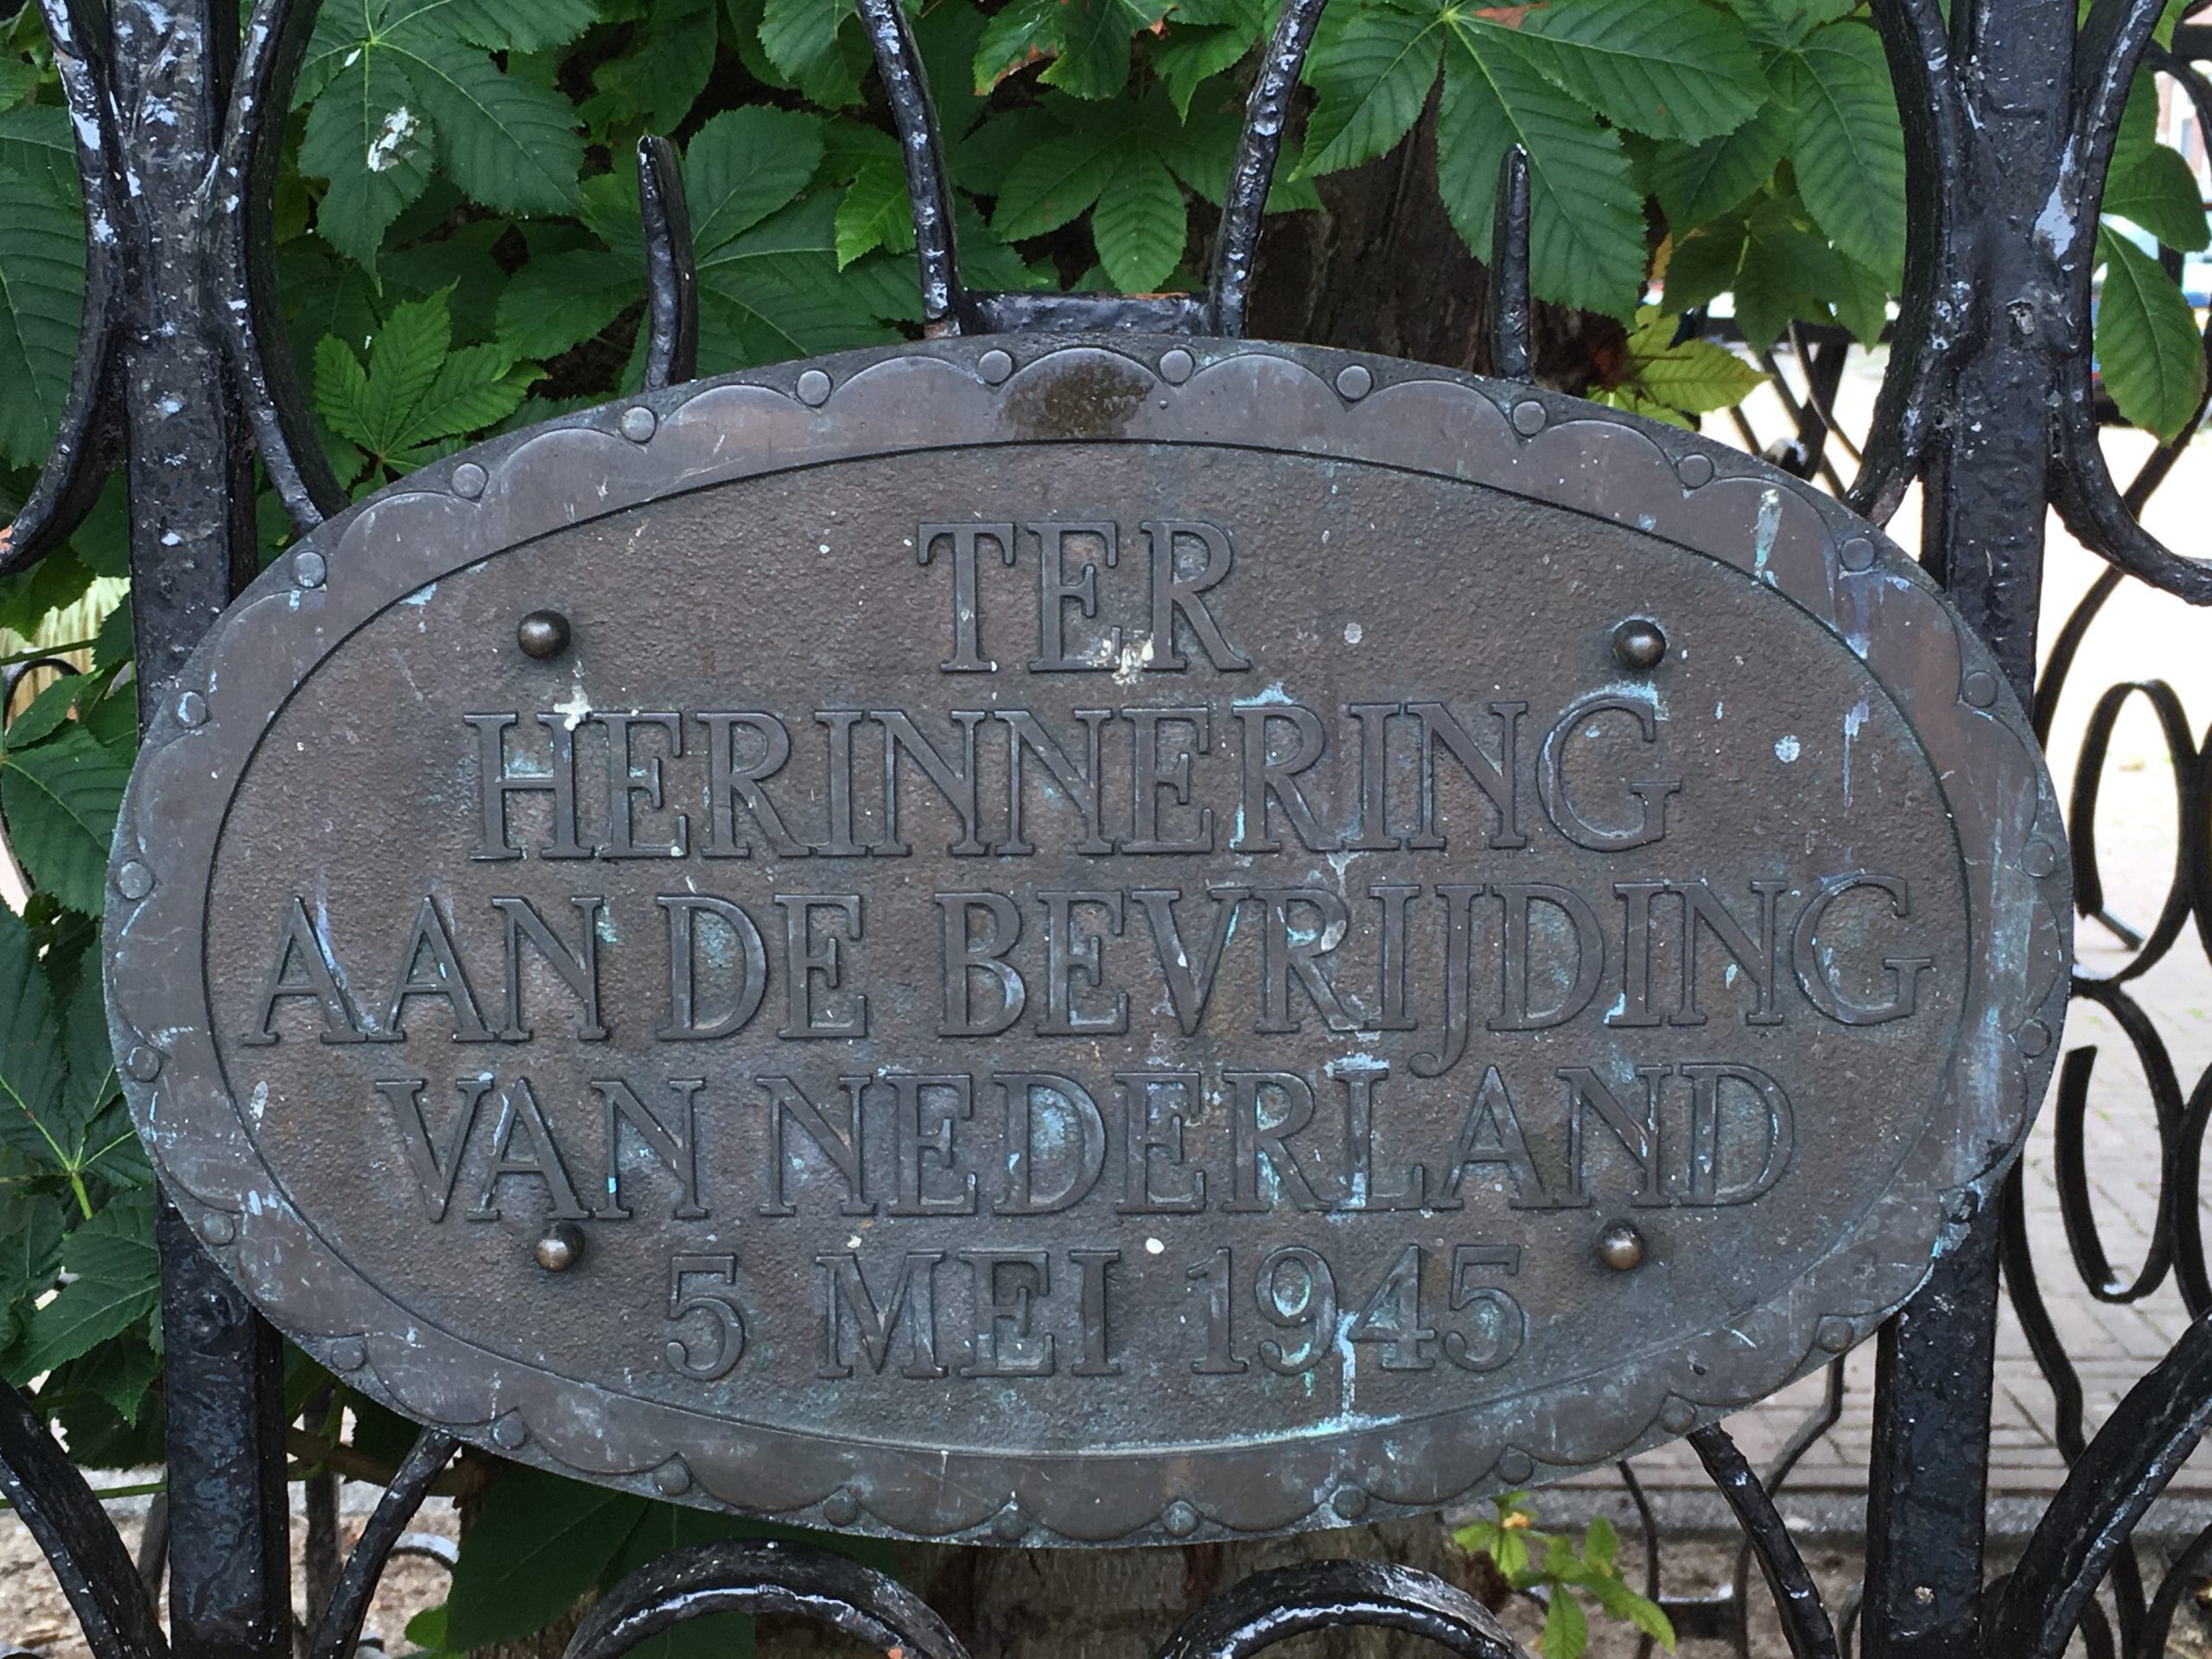 TER
HERINNERING
AAN DE BEVRIJDING
VAN NEDERLAND
5 MEI 1945